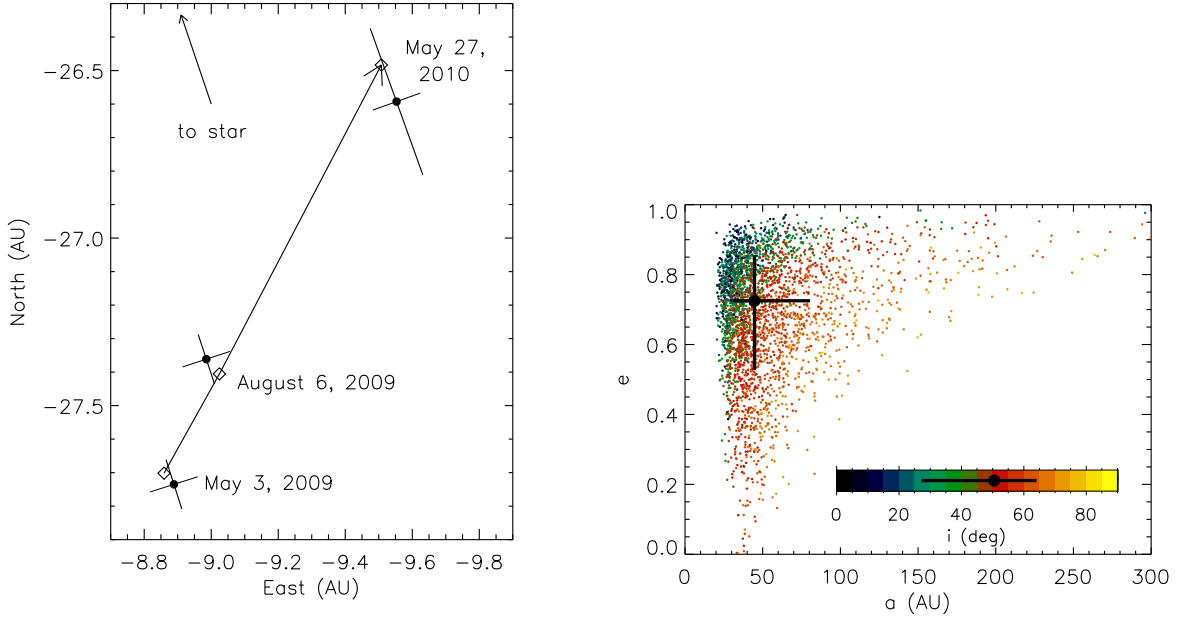 May 27,
2010
to star
August 6, 2009
May 3, 2009
−26.5
−27.0
−27.5
North (AU)
−8.8 −9.0 −9.2 −9.4 −9.6 −9.8
East (AU)
1.0
0.8
0.6
0.4
0.2
0.0
e
0 20 40 60 80
i (deg)
0 50 100 150 200 250 300
a (AU)